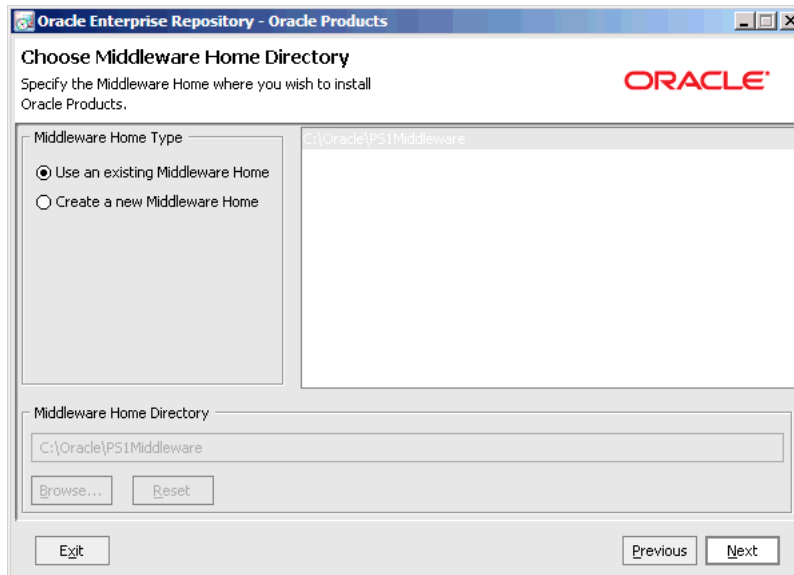 Oracle Enterprise Repository - Oracle Products
Choose Middleware Home Directory
Specify the Middleware Home where you wish to install
Oracle Products.
ORACLE
Middleware Home Type
Use an existing Middleware Home
Create a new Middleware Home
C:\Oracle\PS1Middleware
Middleware Home Directory
C:\Oracle\PS1Middleware
Browse...
Reset
Exit
Previous
Next